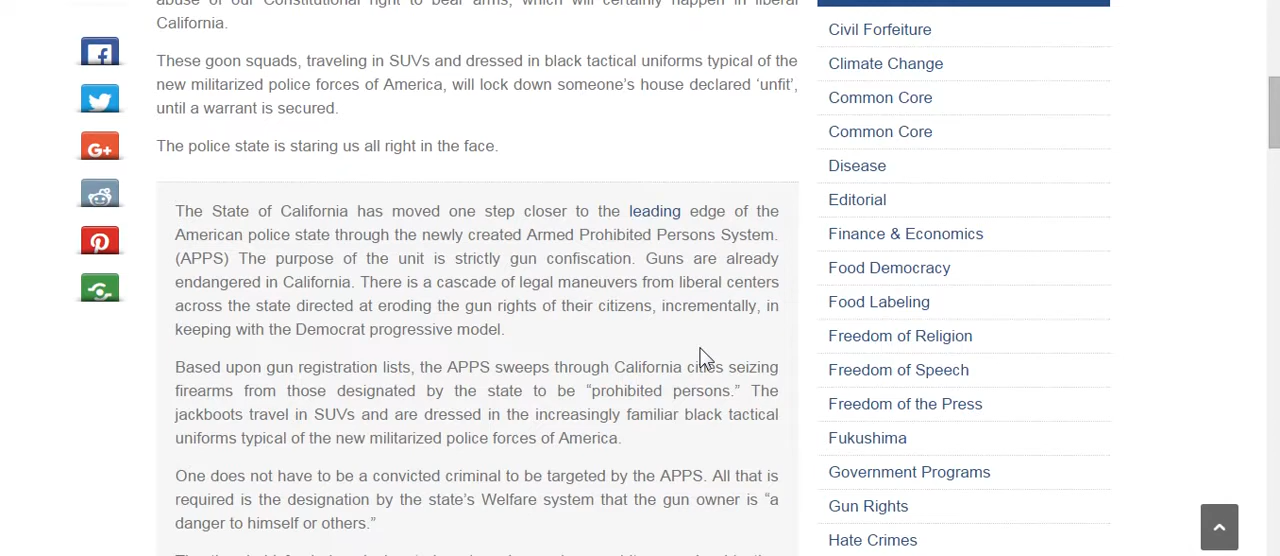 abuse of our Constitutional right to bear arms, which will certainly happen in liberal
California.
These goon squads, traveling in SUVs and dressed in black tactical uniforms typical of the
new militarized police forces of America, will lock down someone’s house declared ‘unfit’,
until a warrant is secured.
The police state is staring us all right in the face.
The State of California has moved one step closer to the leading edge of the
American police state through the newly created Armed Prohibited Persons System.
(APPS) The purpose of the unit is strictly gun confiscation. Guns are already
endangered in California. There is a cascade of legal maneuvers from liberal centers
across the state directed at eroding the gun rights of their citizens, incrementally, in
keeping with the Democrat progressive model.
Based upon gun registration lists, the APPS sweeps through California cities seizing
firearms from those designated by the state to be “prohibited persons.” The
jackboots travel in SUVs and are dressed in the increasingly familiar black tactical
uniforms typical of the new militarized police forces of America.
One does not have to be a convicted criminal to be targeted by the APPS. All that is
required is the designation by the state’s Welfare system that the gun owner is “a
danger to himself or others.”
Civil Forfeiture
Climate Change
Common Core
Common Core
Disease
Editorial
Finance & Economics
Food Democracy
Food Labeling
Freedom of Religion
Freedom of Speech
Freedom of the Press
Fukushima
Government Programs
Gun Rights
Hate Crimes